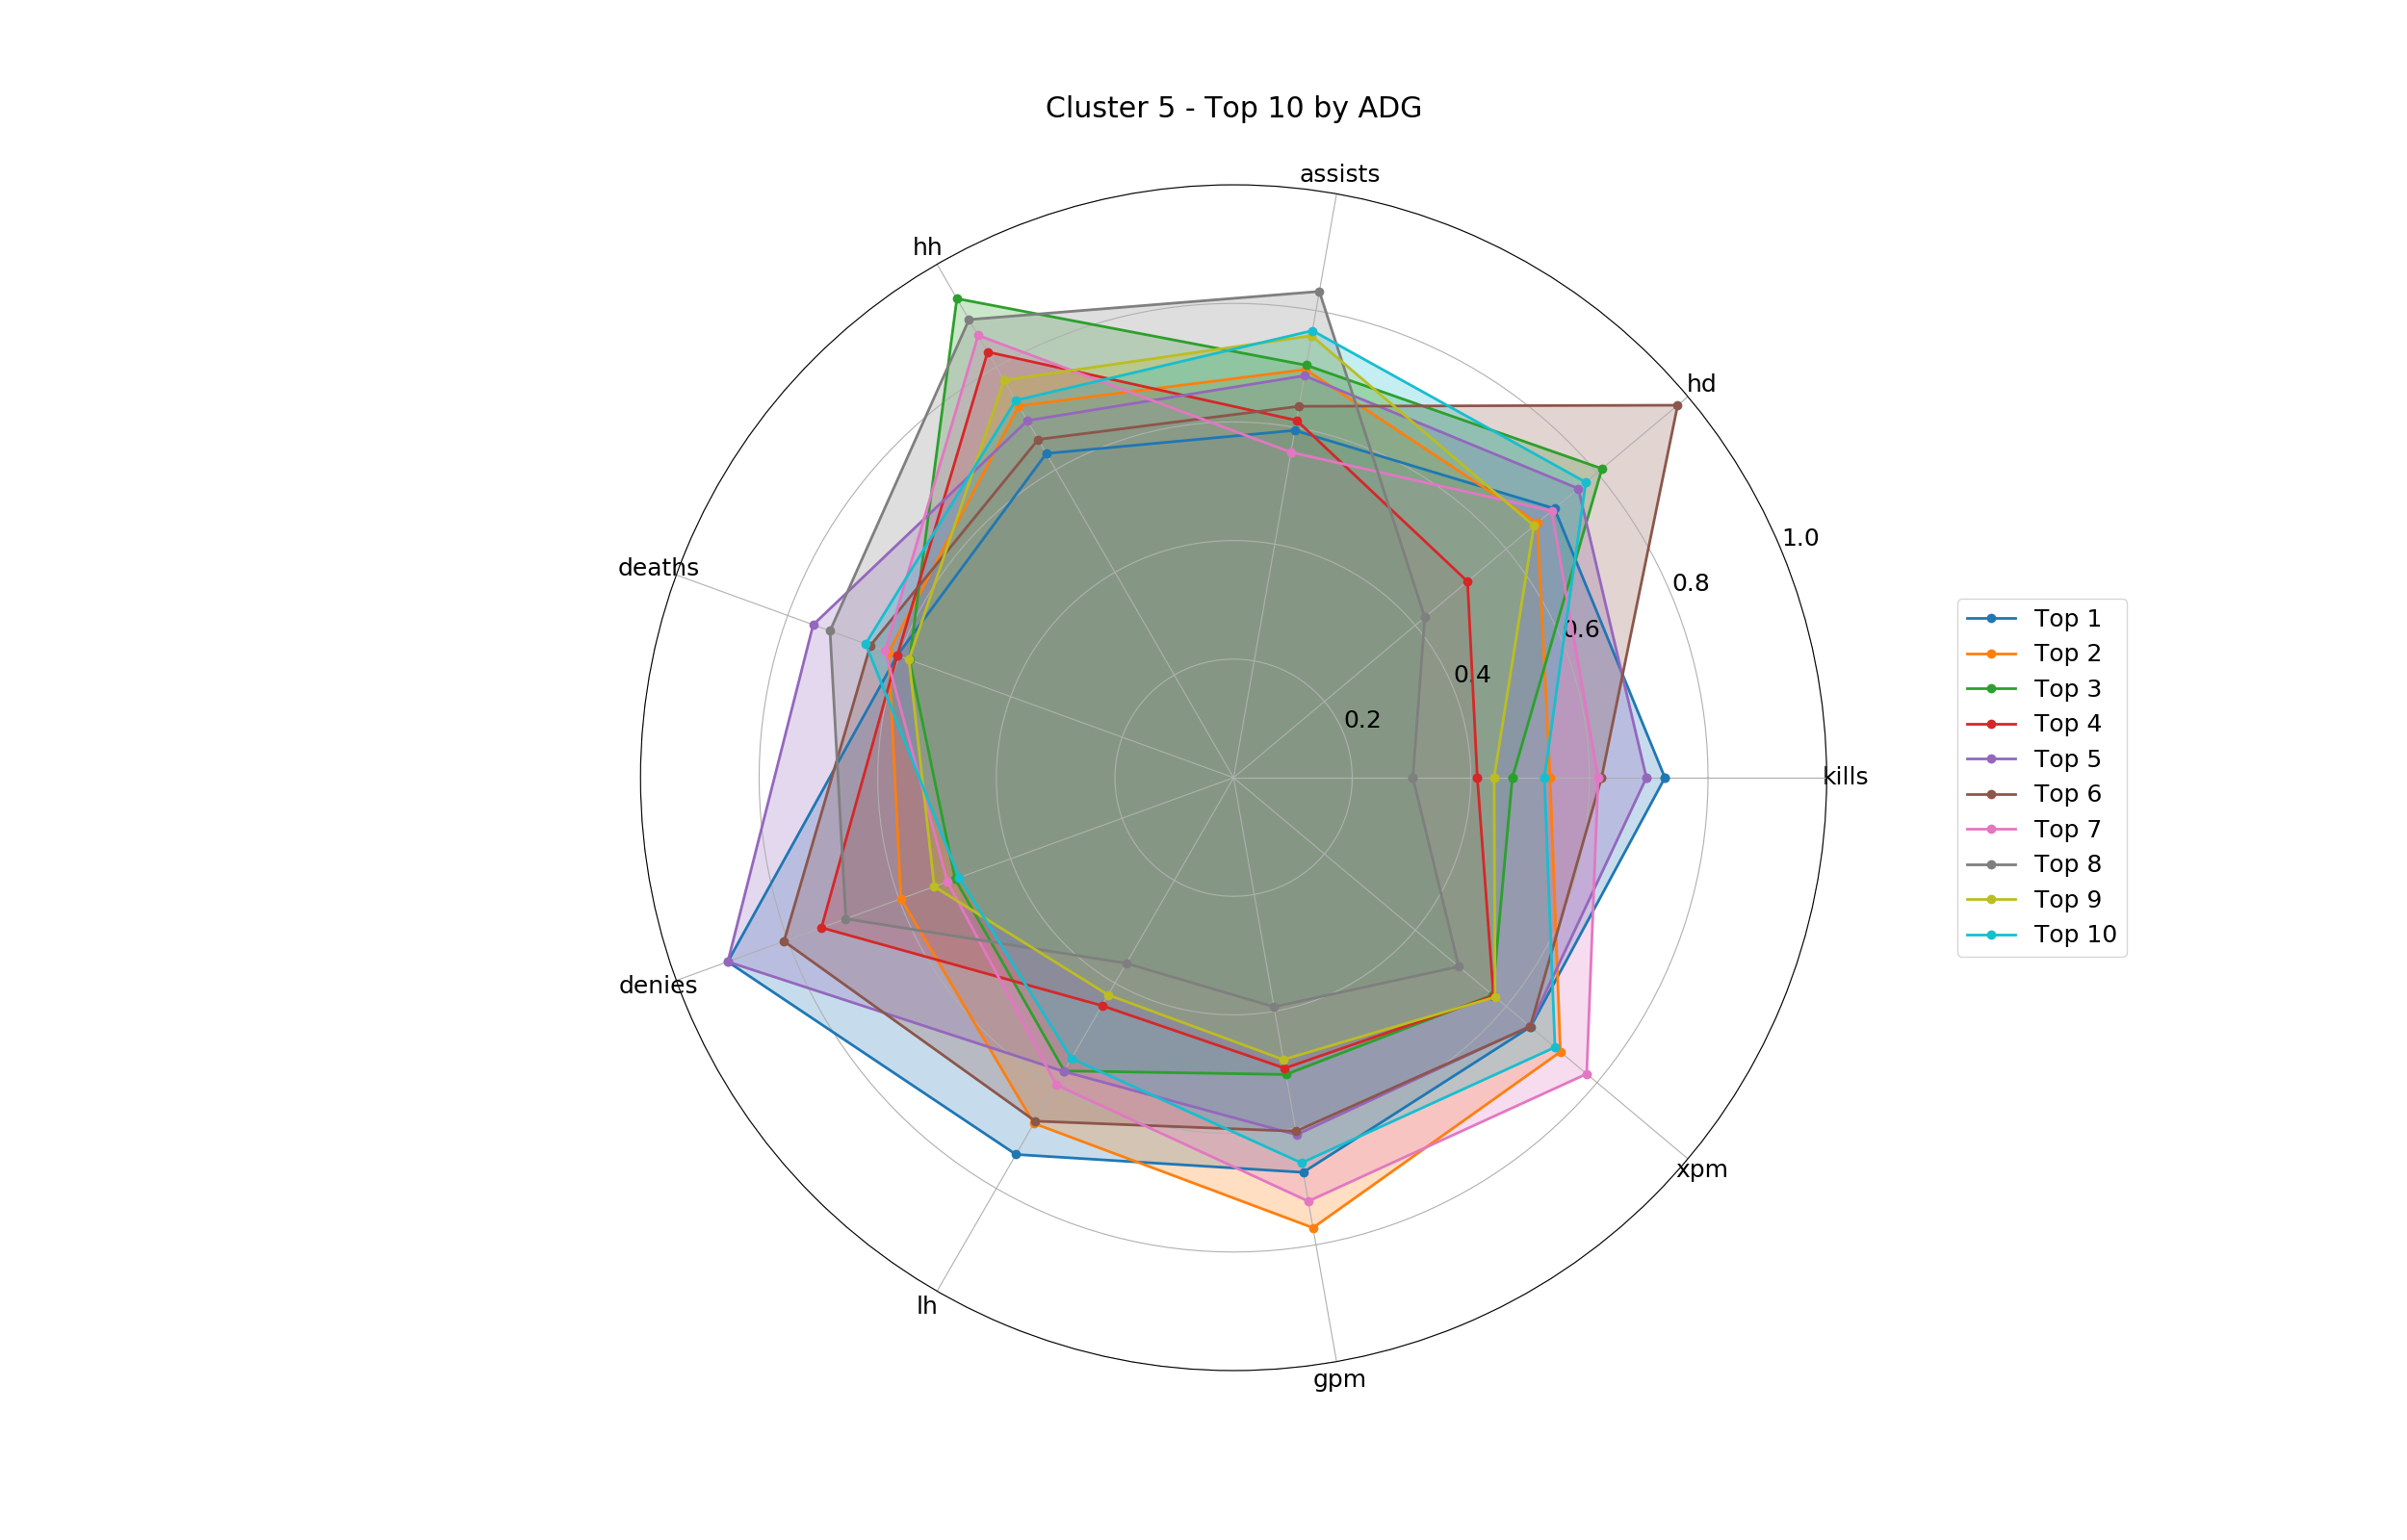 Cluster 5 - Top 10 by ADG
assists
hh
hd
1.0
deaths
0.8
0.6
0.4
0.2
kills
denies
xpm
lh
gpm
Top 1
Top 2
Top 3
Top 4
Top 5
Top 6
Top 7
Top 8
Top 9
Top 10